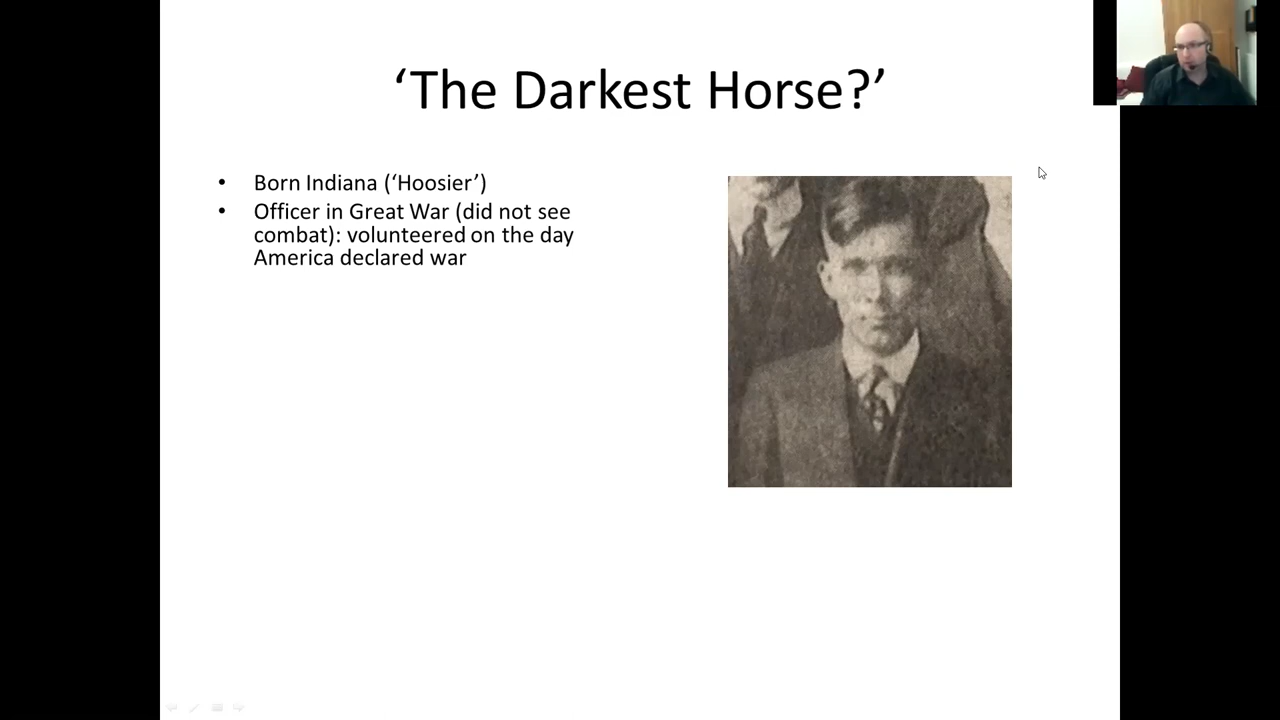 ‘The Darkest Horse?’
• Born Indiana (‘Hoosier’)
• Officer in Great War (did not see
combat): volunteered on the day
America declared war